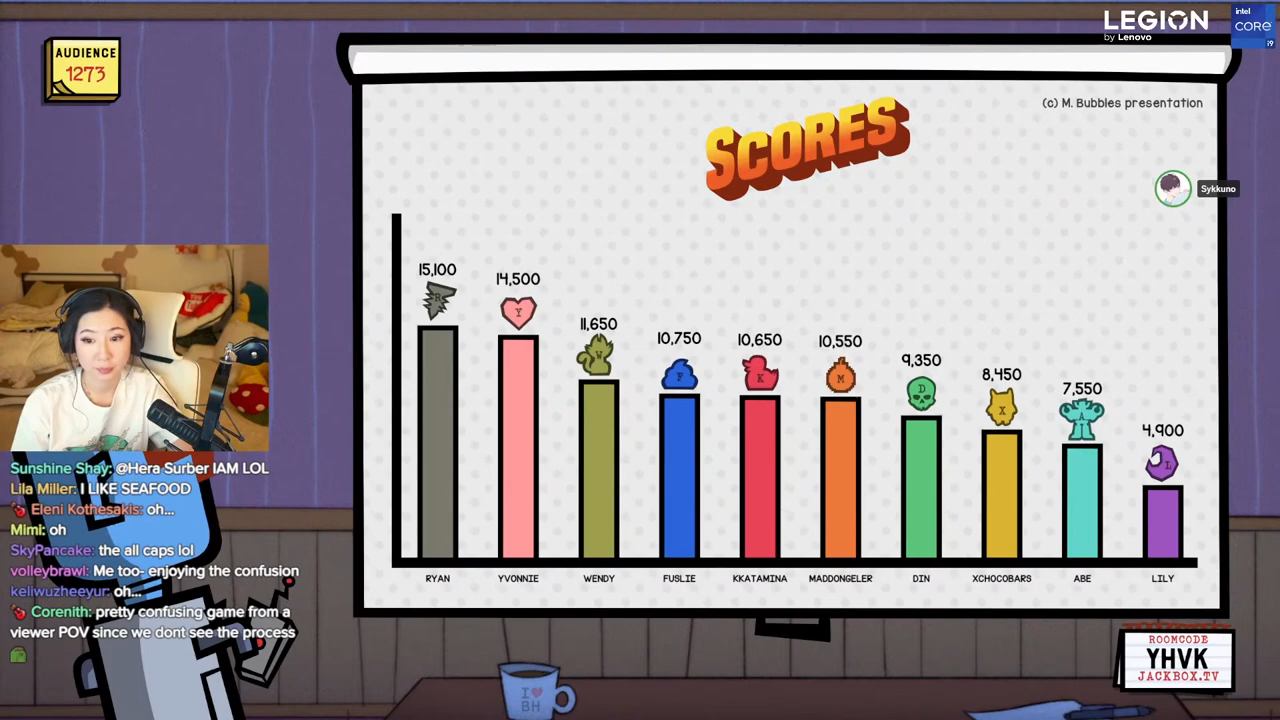 LEGION
by Lenovo
intel
CORE
i9
AUDIENCE
1273
(c) M. Bubbles presentation
SCORES
Sykkuno
15,100
14,500
11,650
10,750
10,650
10,550
9,350
8,450
7,550
4,900
R
Y
W
F
K
M
D
X
A
L
RYAN
YVONNIE
WENDY
FUSLIE
KKATAMINA
MADDONGELER
DIN
XCHOCOBARS
ABE
LILY
Sunshine Shay: @Hera Surber IAM LOL
Lila Miller: I LIKE SEAFOOD
Eleni Kothesakis: oh...
Mimi: oh
SkyPancake: the all caps lol
volleybrawl: Me too- enjoying the confusion
keliwuzheeyur: oh...
Corenith: pretty confusing game from a
viewer POV since we dont see the process
I ❤
BH
ROOMCODE
YHVK
JACKBOX.TV